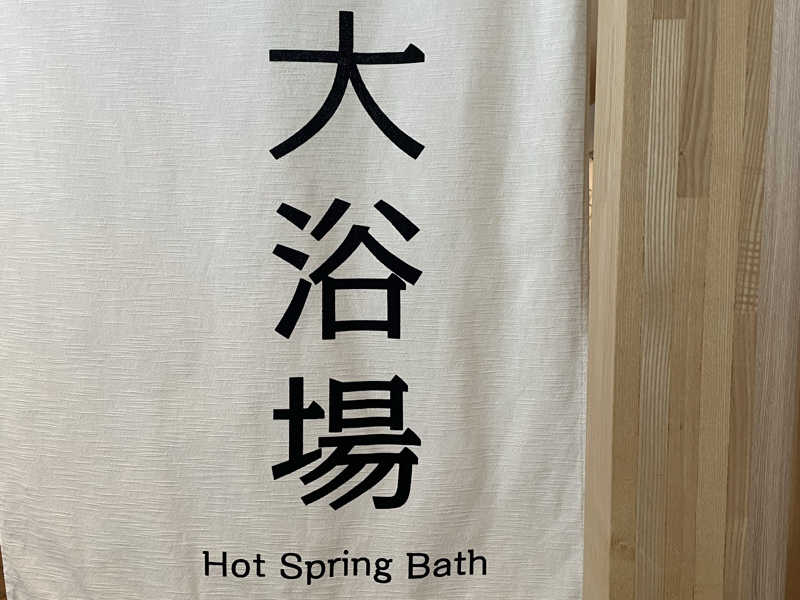 大浴場
Hot Spring Bath